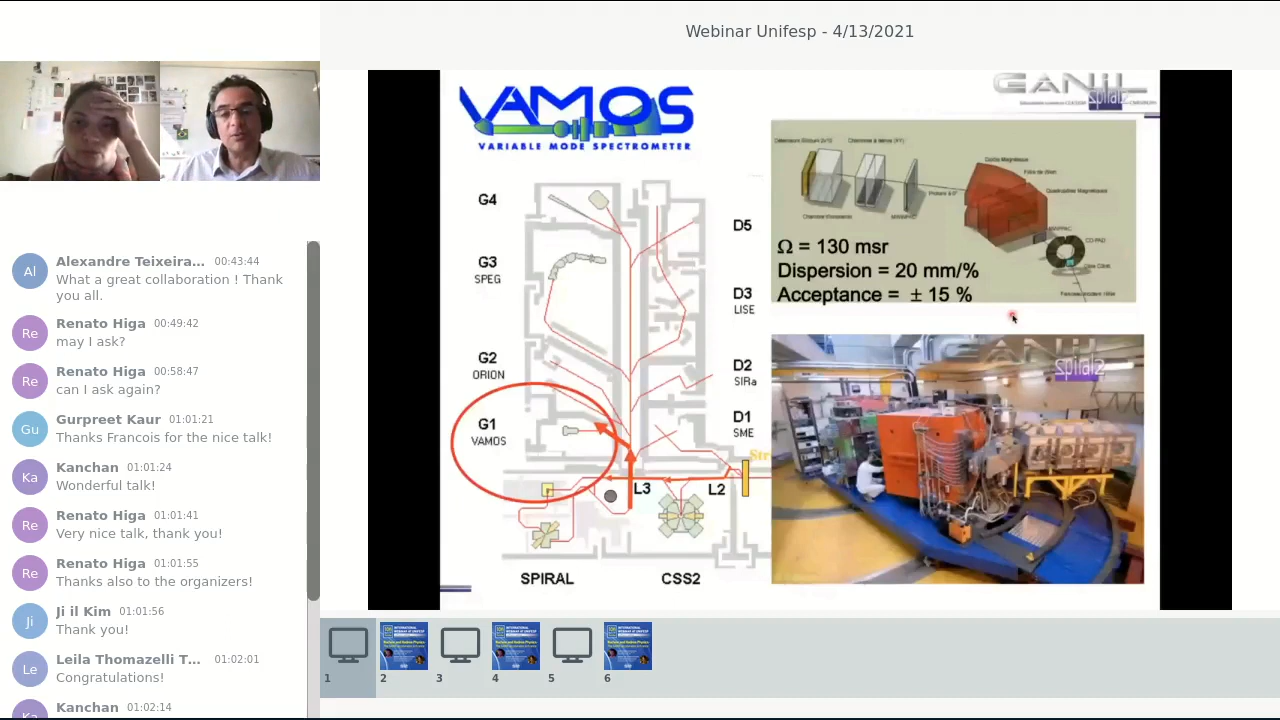 Webinar Unifesp - 4/13/2021
Al
Alexandre Teixeira... 00:43:44
What a great collaboration ! Thank
you all.
Re
Renato Higa 00:49:42
may I ask?
Re
Renato Higa 00:58:47
can I ask again?
Gu
Gurpreet Kaur 01:01:21
Thanks Francois for the nice talk!
Ka
Kanchan 01:01:24
Wonderful talk!
Re
Renato Higa 01:01:41
Very nice talk, thank you!
Re
Renato Higa 01:01:55
Thanks also to the organizers!
Ji
Ji il Kim 01:01:56
Thank you!
Le
Leila Thomazelli T... 01:02:01
Congratulations!
Ka
Kanchan 01:02:14
VAMOS
VARIABLE MODE SPECTROMETER
GANIL
spiral2
G4
G3
SPEG
G2
ORION
G1
VAMOS
D5
D3
LISE
D2
SIRa
D1
SME
Str
L3
L2
SPIRAL
CSS2
Ω = 130 msr
Dispersion = 20 mm/%
Acceptance = ± 15 %
GANIL
spiral2
1
2
3
4
5
6